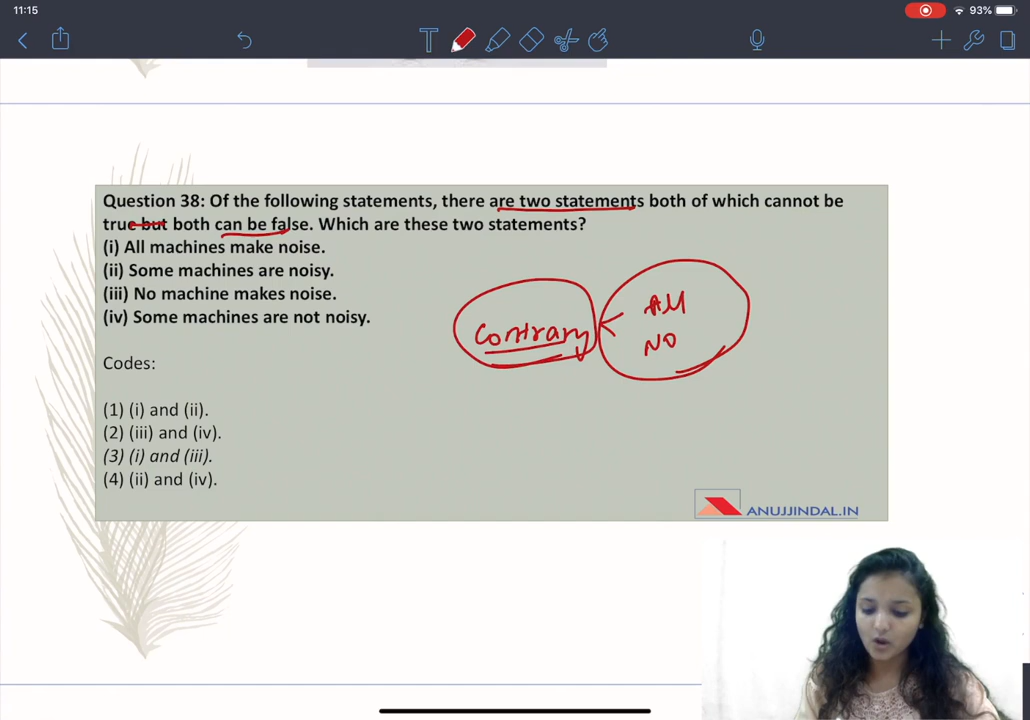 11:15
93%
T
Question 38: Of the following statements, there are two statements both of which cannot be
true but both can be false. Which are these two statements?
(i) All machines make noise.
(ii) Some machines are noisy.
(iii) No machine makes noise.
(iv) Some machines are not noisy.
Contrary
All
NO
Codes:
(1) (i) and (ii).
(2) (iii) and (iv).
(3) (i) and (iii).
(4) (ii) and (iv).
ANUJJINDAL.IN